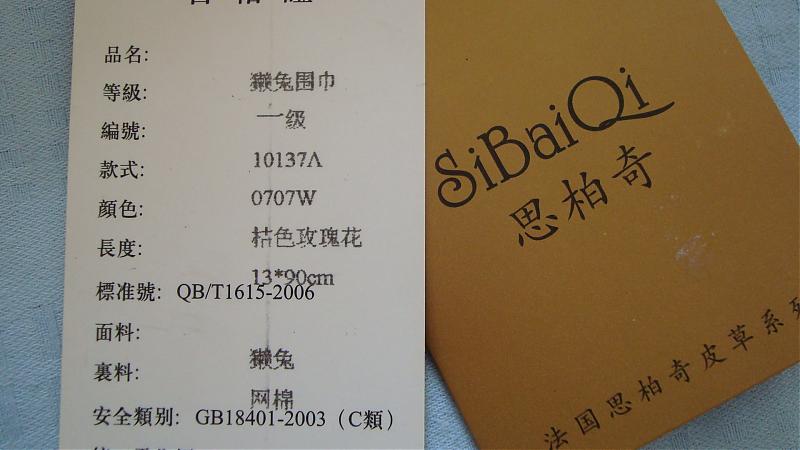 品名: 獭兔围巾
等級: 一级
編號: 10137A
款式: 0707W
顔色: 桔色玫瑰花
長度: 13*90cm
標准號: QB/T1615-2006
面料: 獭兔
裏料: 网棉
安全類别: GB18401-2003（C類）
SiBaiQi
思柏奇
法国思柏奇皮草系列